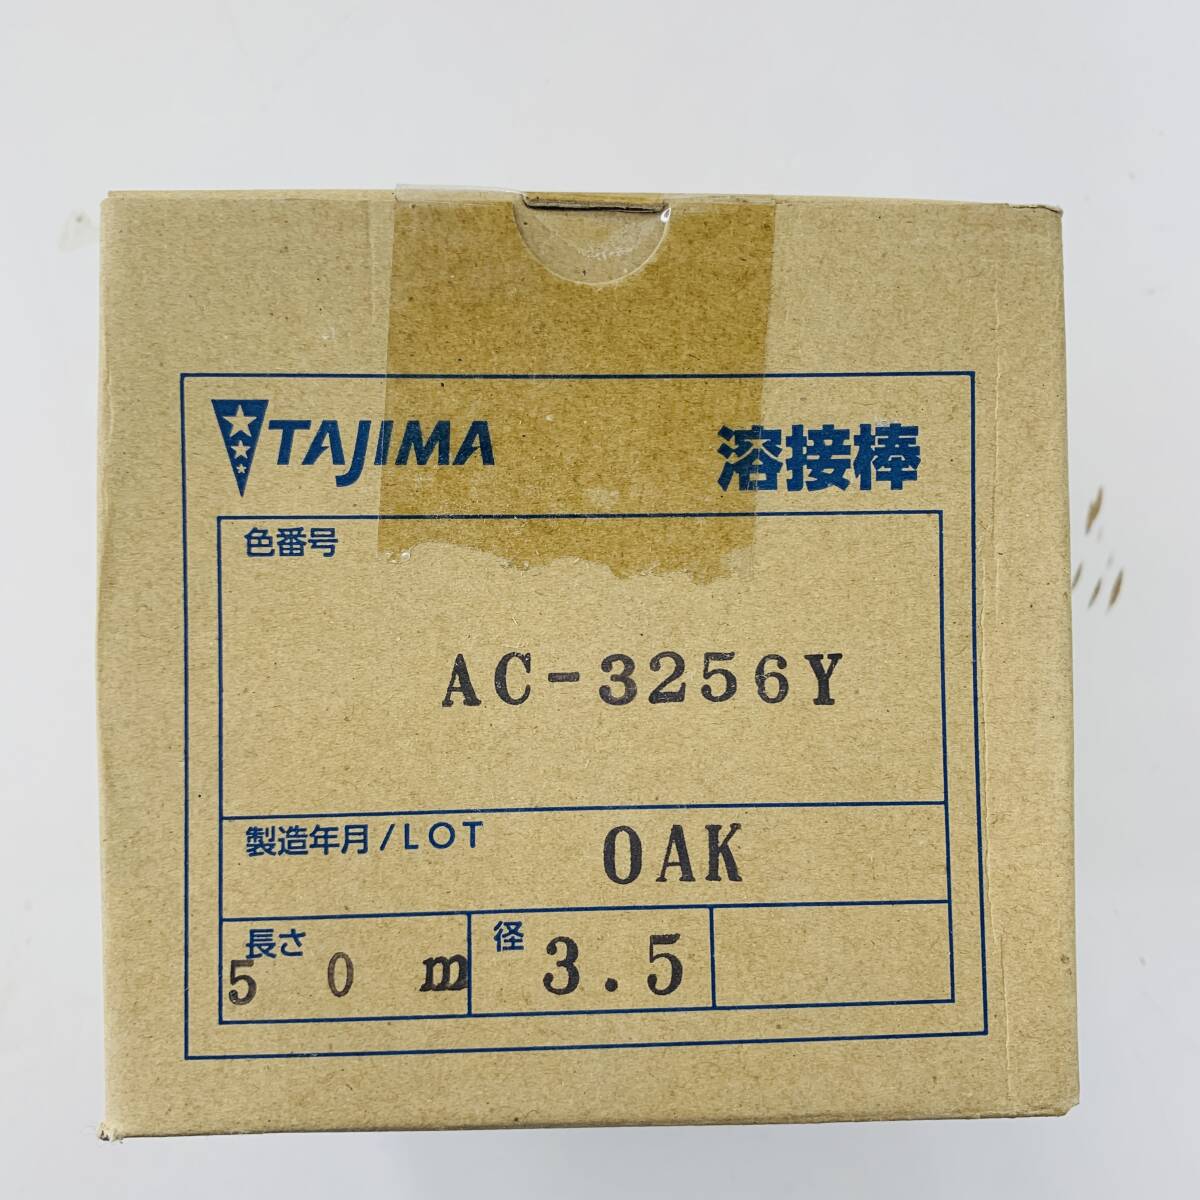 TAJIMA 溶接棒
色番号
AC-3256Y
製造年月/LOT 0AK
長さ 50m 径 3.5